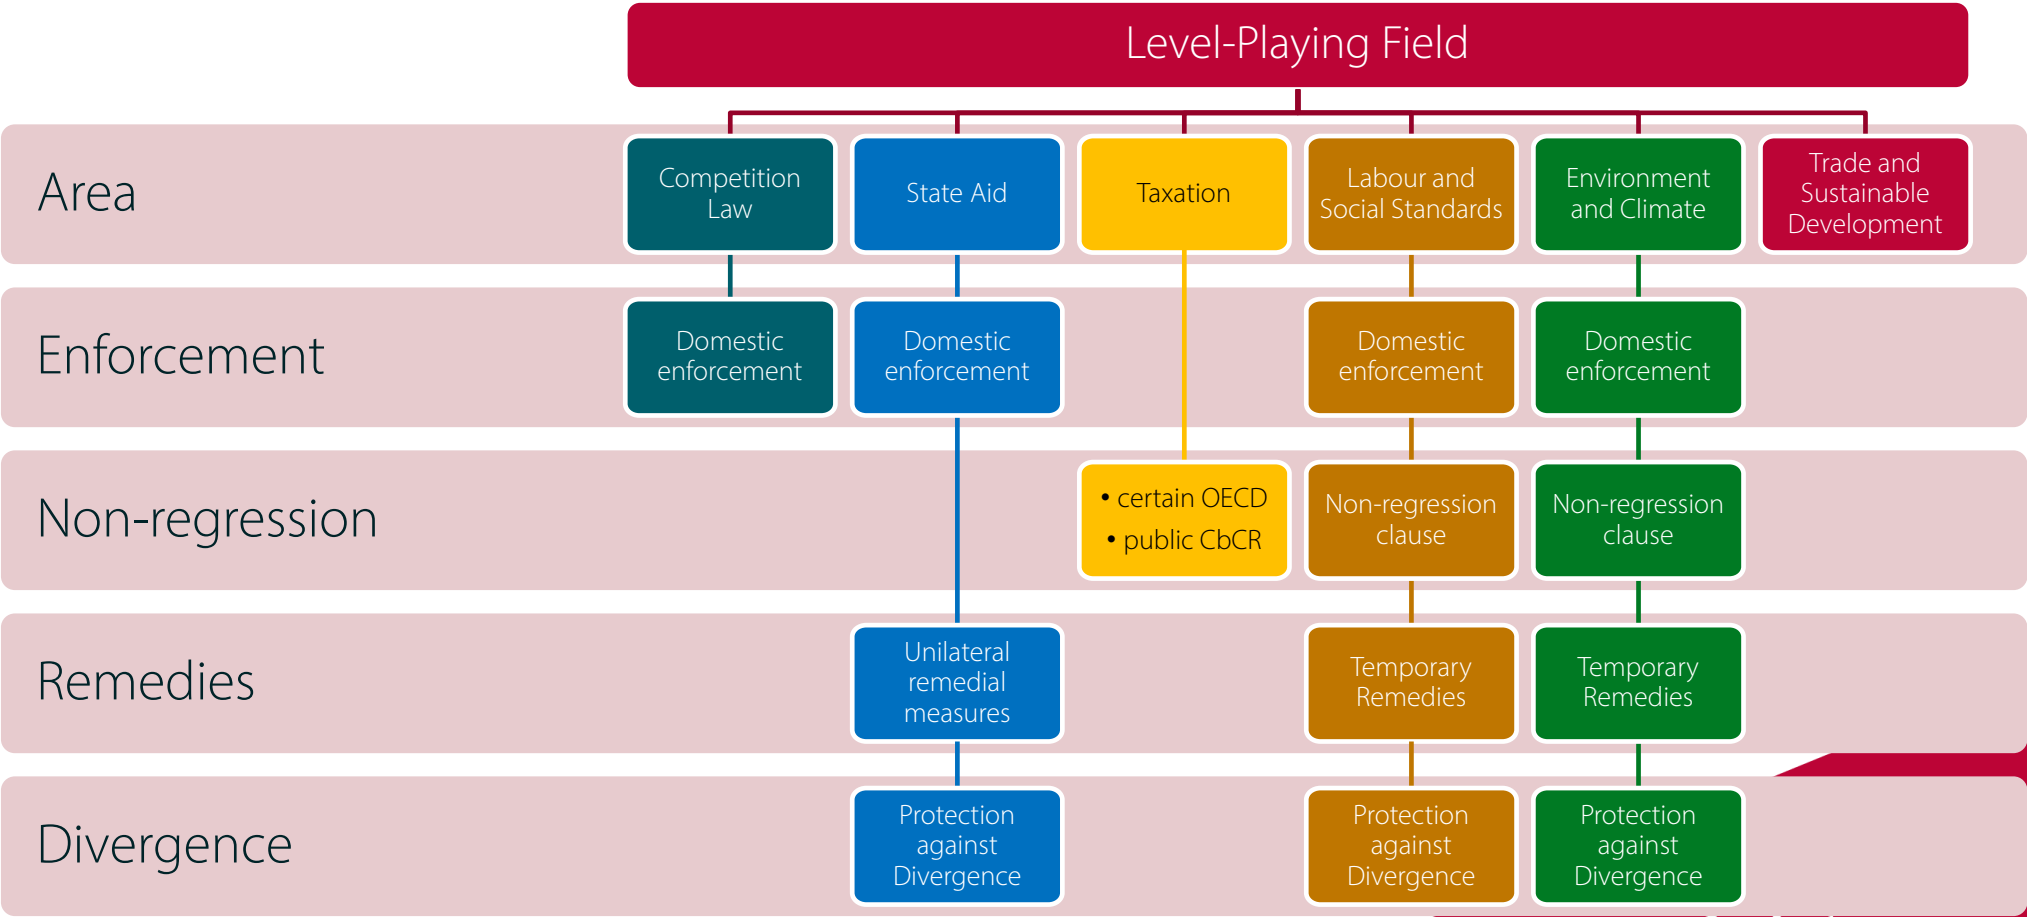 Level-Playing Field
Area
Competition
Law
State Aid
Taxation
Labour and
Social Standards
Environment
and Climate
Trade and
Sustainable
Development
Enforcement
Domestic
enforcement
Domestic
enforcement
Domestic
enforcement
Domestic
enforcement
Non-regression
• certain OECD
• public CbCR
Non-regression
clause
Non-regression
clause
Remedies
Unilateral
remedial
measures
Temporary
Remedies
Temporary
Remedies
Divergence
Protection
against
Divergence
Protection
against
Divergence
Protection
against
Divergence